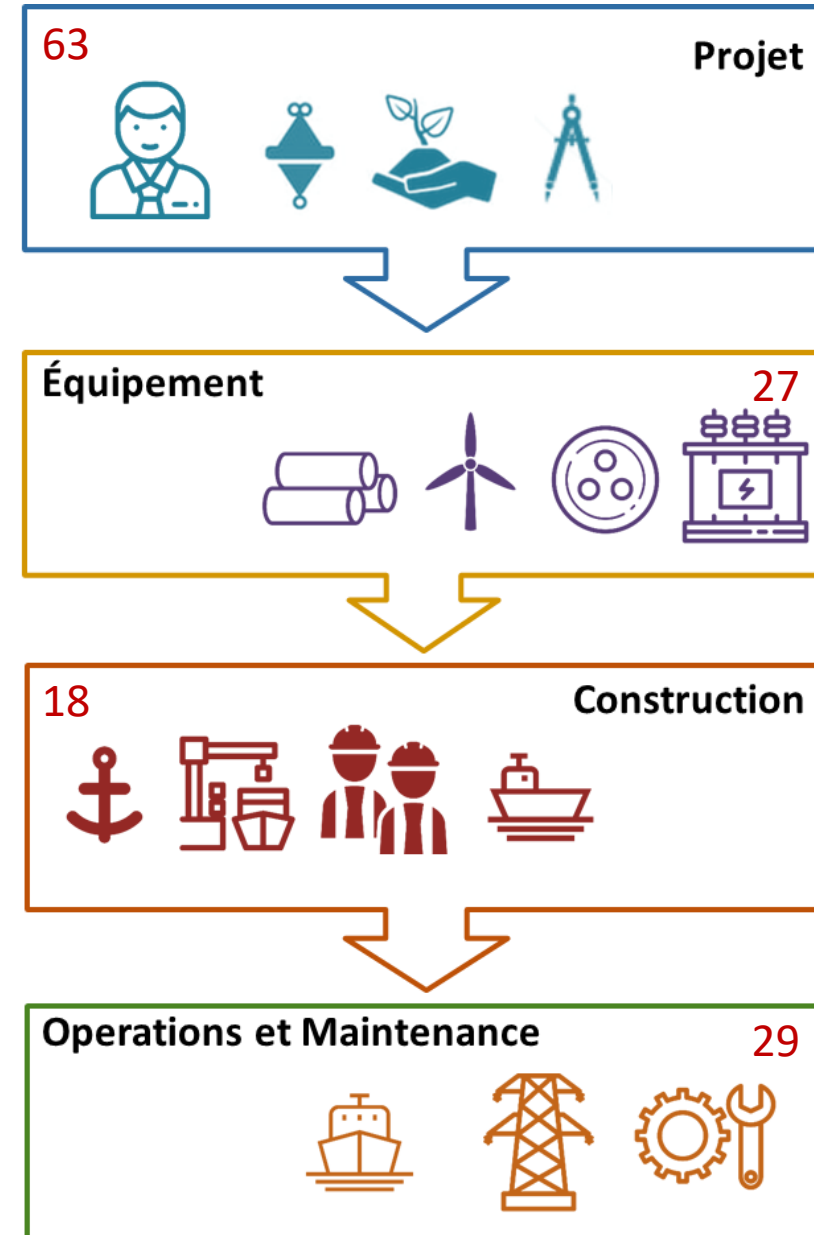 63
Projet
Équipement
27
18
Construction
Operations et Maintenance
29